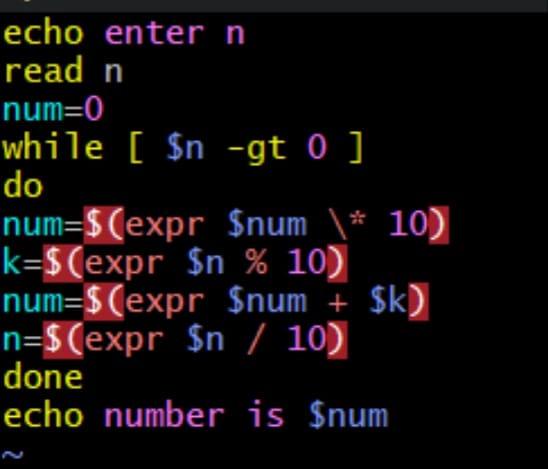 echo enter n
read n
num=0
while [ $n -gt 0 ]
do
num=$(expr $num \* 10)
k=$(expr $n % 10)
num=$(expr $num + $k)
n=$(expr $n / 10)
done
echo number is $num
~